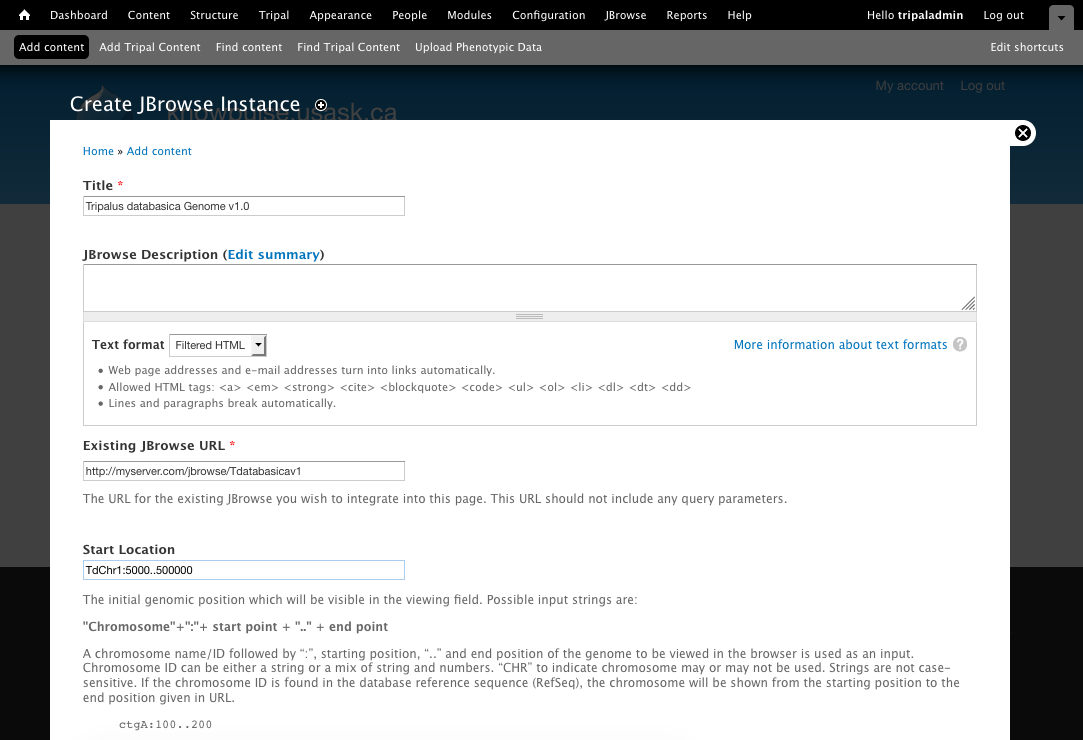 Dashboard Content Structure Tripal Appearance People Modules Configuration JBrowse Reports Help Hello tripaladmin Log out
Add content Add Tripal Content Find content Find Tripal Content Upload Phenotypic Data Edit shortcuts
My account Log out
Create JBrowse Instance
knowpulse.usask.ca
Home » Add content
Title *
Tripalus databasica Genome v1.0
JBrowse Description (Edit summary)
Text format Filtered HTML More information about text formats ?
• Web page addresses and e-mail addresses turn into links automatically.
• Allowed HTML tags: <a> <em> <strong> <cite> <blockquote> <code> <ul> <ol> <li> <dl> <dt> <dd>
• Lines and paragraphs break automatically.
Existing JBrowse URL *
http://myserver.com/jbrowse/Tdatabasicav1
The URL for the existing JBrowse you wish to integrate into this page. This URL should not include any query parameters.
Start Location
TdChr1:5000..500000
The initial genomic position which will be visible in the viewing field. Possible input strings are:
"Chromosome"+":"+ start point + ".." + end point
A chromosome name/ID followed by “:”, starting position, “..” and end position of the genome to be viewed in the browser is used as an input.
Chromosome ID can be either a string or a mix of string and numbers. “CHR” to indicate chromosome may or may not be used. Strings are not case-
sensitive. If the chromosome ID is found in the database reference sequence (RefSeq), the chromosome will be shown from the starting position to the
end position given in URL.
ctgA:100..200